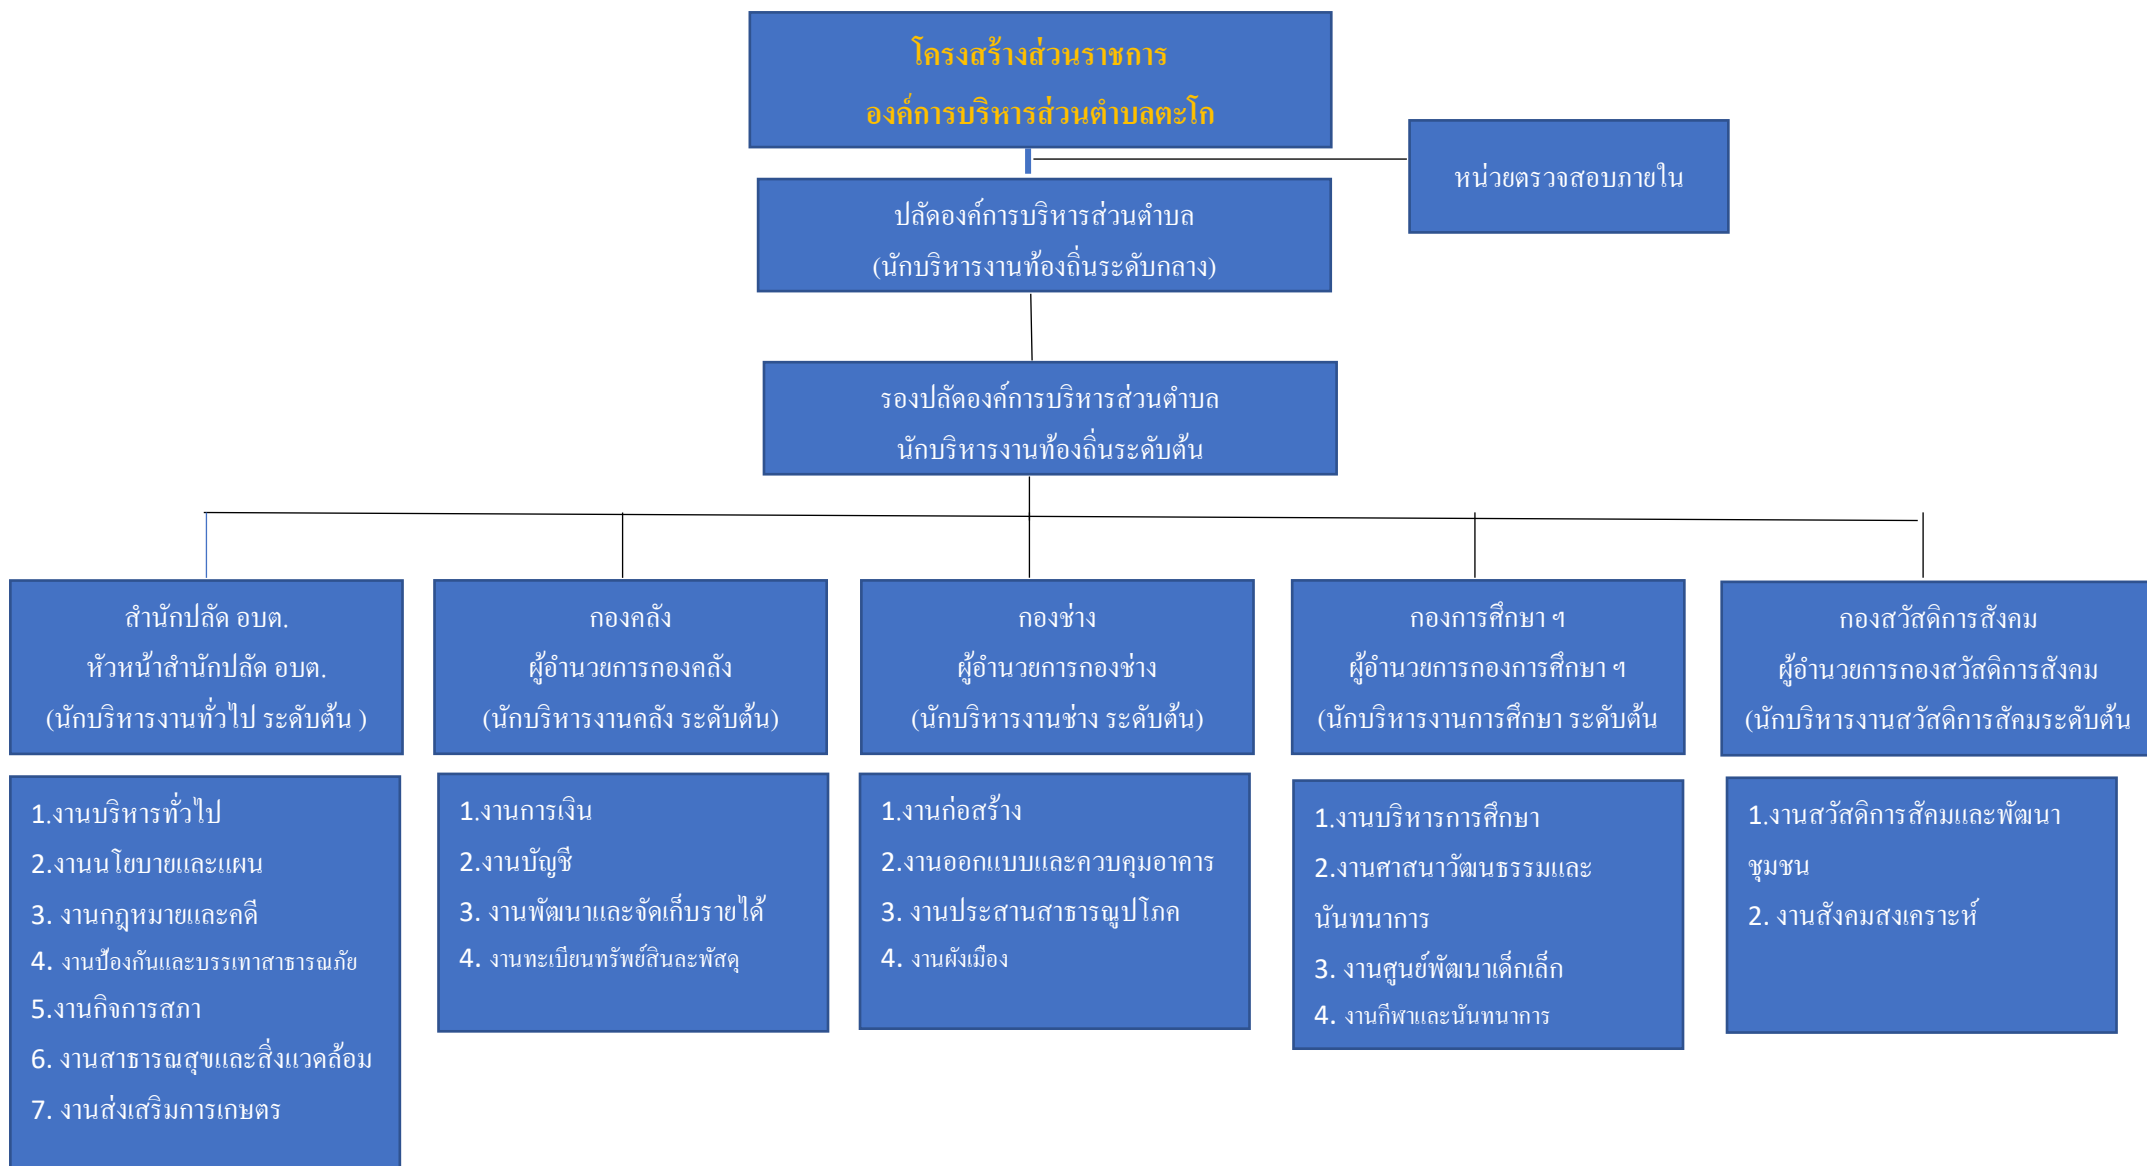 โครงสร้างส่วนราชการ
องค์การบริหารส่วนตำบลตะโก
หน่วยตรวจสอบภายใน
ปลัดองค์การบริหารส่วนตำบล
(นักบริหารงานท้องถิ่นระดับกลาง)
รองปลัดองค์การบริหารส่วนตำบล
นักบริหารงานท้องถิ่นระดับต้น
สำนักปลัด อบต.
หัวหน้าสำนักปลัด อบต.
(นักบริหารงานทั่วไป ระดับต้น )
กองคลัง
ผู้อำนวยการกองคลัง
(นักบริหารงานคลัง ระดับต้น)
กองช่าง
ผู้อำนวยการกองช่าง
(นักบริหารงานช่าง ระดับต้น)
กองการศึกษา ฯ
ผู้อำนวยการกองการศึกษา ฯ
(นักบริหารงานการศึกษา ระดับต้น
กองสวัสดิการสังคม
ผู้อำนวยการกองสวัสดิการสังคม
(นักบริหารงานสวัสดิการสัคมระดับต้น
1.งานบริหารทั่วไป
2.งานนโยบายและแผน
3. งานกฎหมายและคดี
4. งานป้องกันและบรรเทาสาธารณภัย
5.งานกิจการสภา
6. งานสาธารณสุขและสิ่งแวดล้อม
7. งานส่งเสริมการเกษตร
1.งานการเงิน
2.งานบัญชี
3. งานพัฒนาและจัดเก็บรายได้
4. งานทะเบียนทรัพย์สินละพัสดุ
1.งานก่อสร้าง
2.งานออกแบบและควบคุมอาคาร
3. งานประสานสาธารณูปโภค
4. งานผังเมือง
1.งานบริหารการศึกษา
2.งานศาสนาวัฒนธรรมและ
นันทนาการ
3. งานศูนย์พัฒนาเด็กเล็ก
4. งานกีฬาและนันทนาการ
1.งานสวัสดิการสัคมและพัฒนา
ชุมชน
2. งานสังคมสงเคราะห์